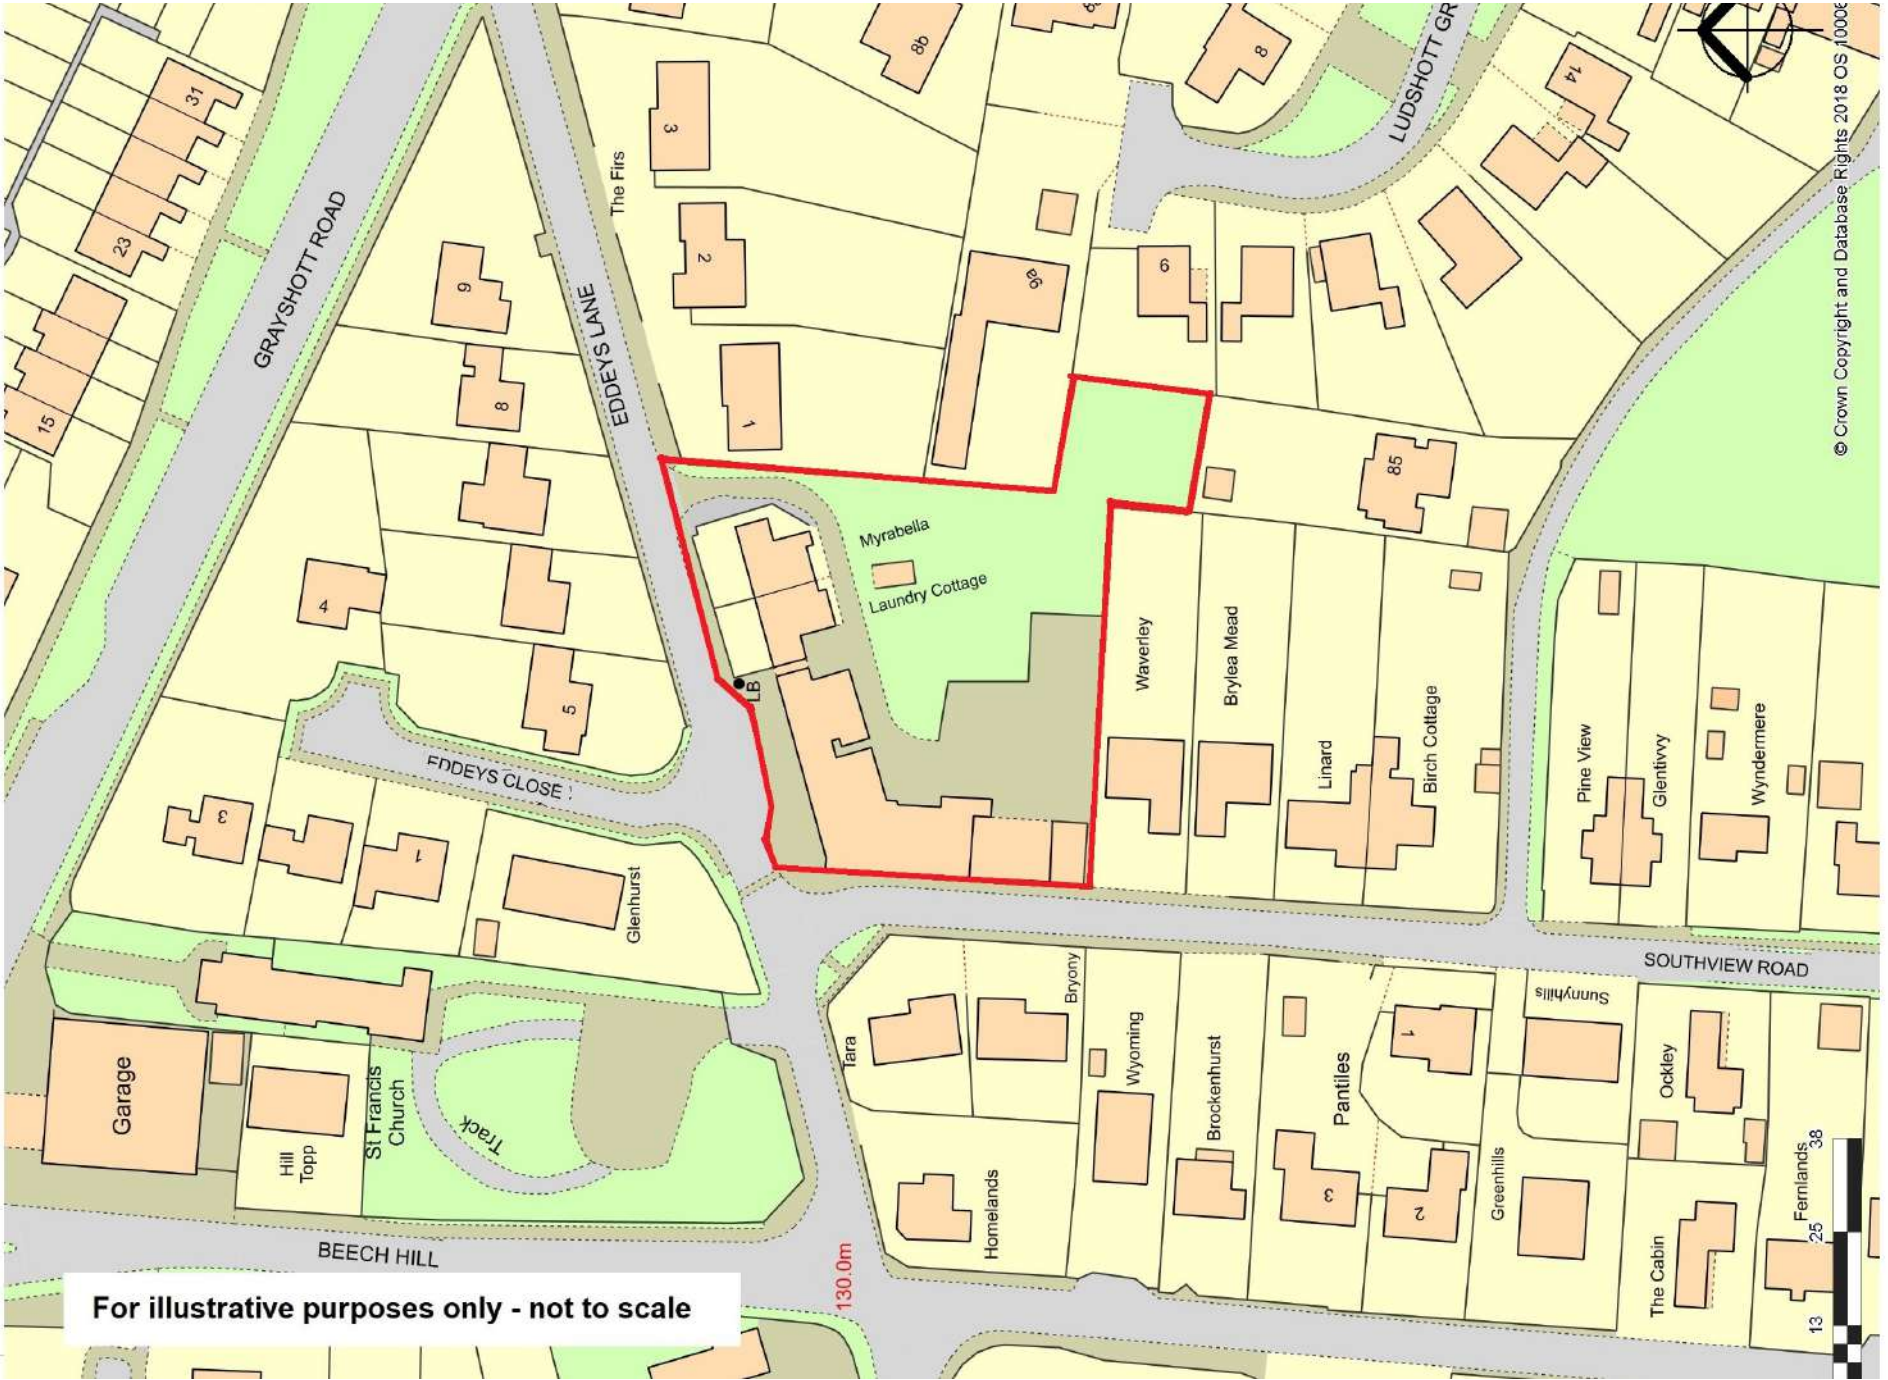 8b
8
LUDSHOTT GR
14
© Crown Copyright and Database Rights 2018 OS 10006
31
3
The Firs
GRAYSHOTT ROAD
23
2
9a
9
6
EDDEYS LANE
15
8
1
85
Myrabella
Laundry Cottage
4
LB
5
Waverley
Brylea Mead
Linard
Birch Cottage
Pine View
Glentivvy
Wyndermere
EDDEYS CLOSE
3
1
Glenhurst
SOUTHVIEW ROAD
Tara
Bryony
Wyoming
Brockenhurst
Pantiles
1
Sunnyhills
Ockley
Garage
Hill
Topp
St Francis
Church
Track
Homelands
3
2
Greenhills
The Cabin
Fernlands
38
25
13
BEECH HILL
130.0m
For illustrative purposes only - not to scale